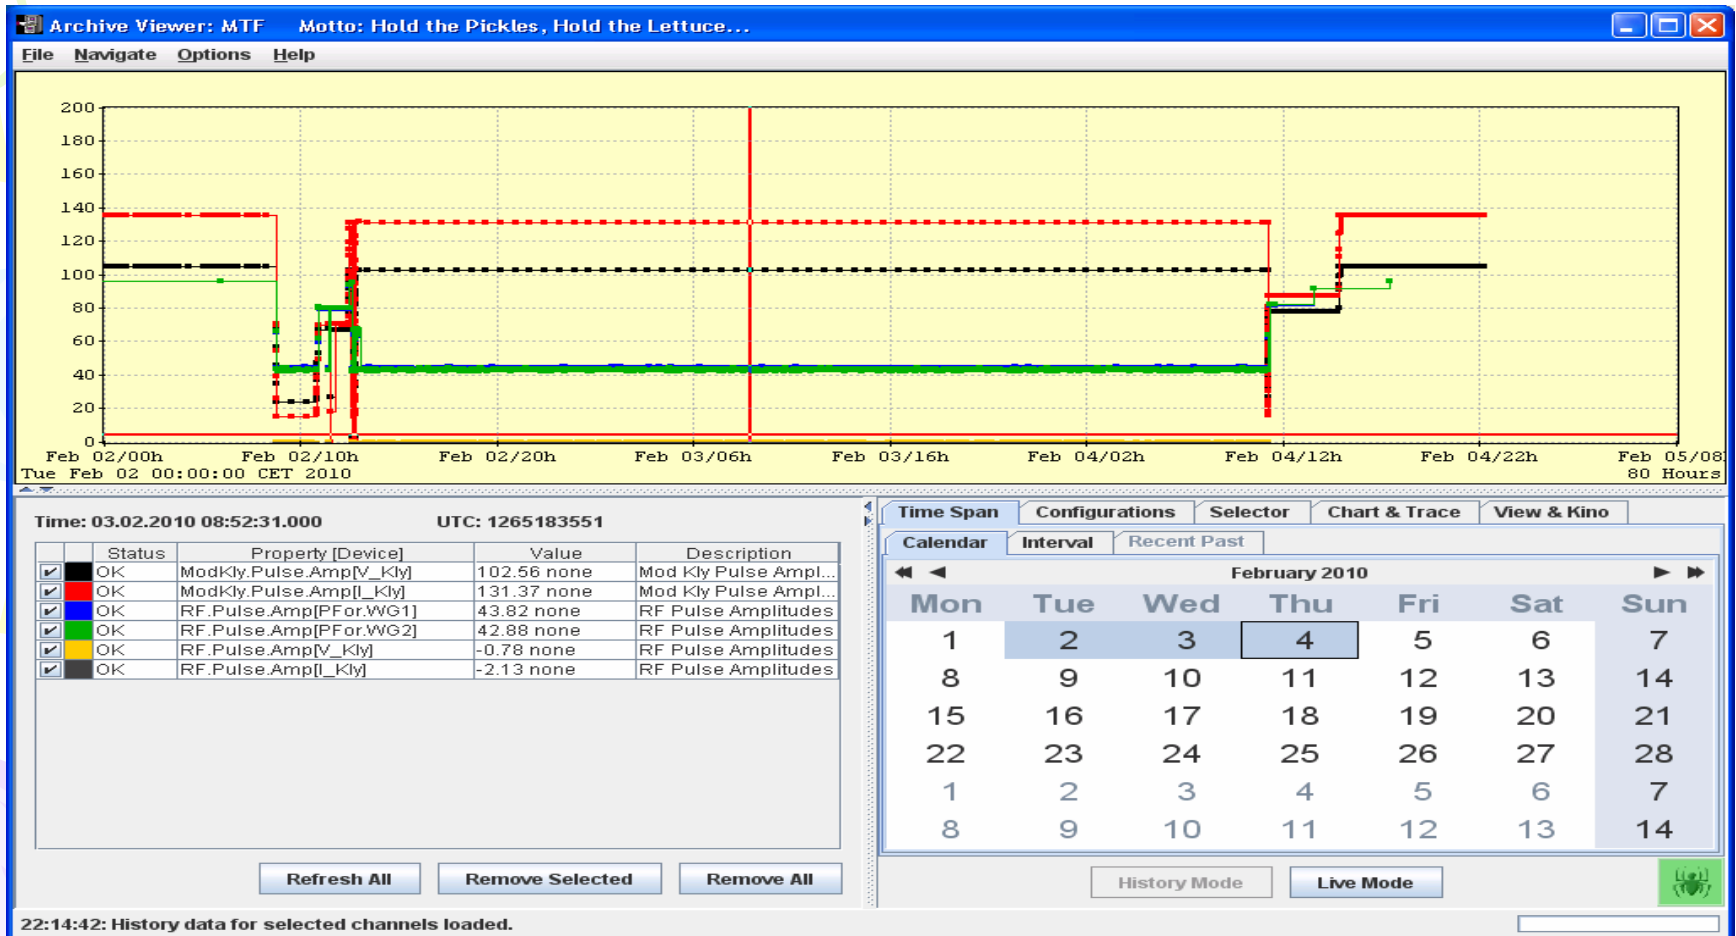 Archive Viewer: MTF Motto: Hold the Pickles, Hold the Lettuce...
File Navigate Options Help
200
180
160
140
120
100
80
60
40
20
0
Feb 02/00h Feb 02/10h Feb 02/20h Feb 03/06h Feb 03/16h Feb 04/02h Feb 04/12h Feb 04/22h Feb 05/08
Tue Feb 02 00:00:00 CET 2010 80 Hours
Time: 03.02.2010 08:52:31.000 UTC: 1265183551
Status Property [Device] Value Description
OK ModKly.Pulse.Amp[V_Kly] 102.56 none Mod Kly Pulse Ampl...
OK ModKly.Pulse.Amp[I_Kly] 131.37 none Mod Kly Pulse Ampl...
OK RF.Pulse.Amp[PFor.WG1] 43.82 none RF Pulse Amplitudes
OK RF.Pulse.Amp[PFor.WG2] 42.88 none RF Pulse Amplitudes
OK RF.Pulse.Amp[V_Kly] -0.78 none RF Pulse Amplitudes
OK RF.Pulse.Amp[I_Kly] -2.13 none RF Pulse Amplitudes
Refresh All Remove Selected Remove All
Time Span Configurations Selector Chart & Trace View & Kino
Calendar Interval Recent Past
February 2010
Mon Tue Wed Thu Fri Sat Sun
1 2 3 4 5 6 7
8 9 10 11 12 13 14
15 16 17 18 19 20 21
22 23 24 25 26 27 28
1 2 3 4 5 6 7
8 9 10 11 12 13 14
History Mode Live Mode
22:14:42: History data for selected channels loaded.